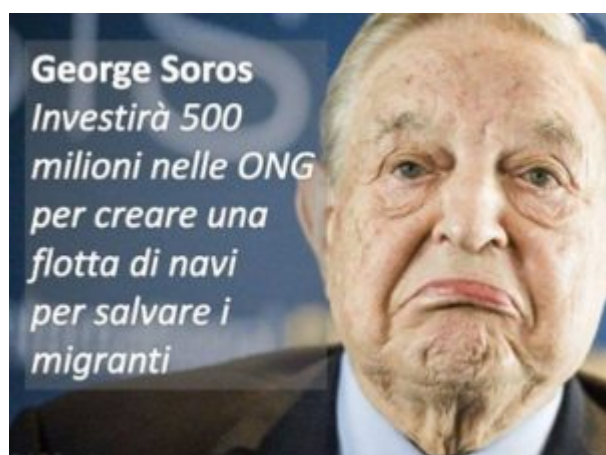 George Soros
Investirà 500
milioni nelle ONG
per creare una
flotta di navi
per salvare i
migranti